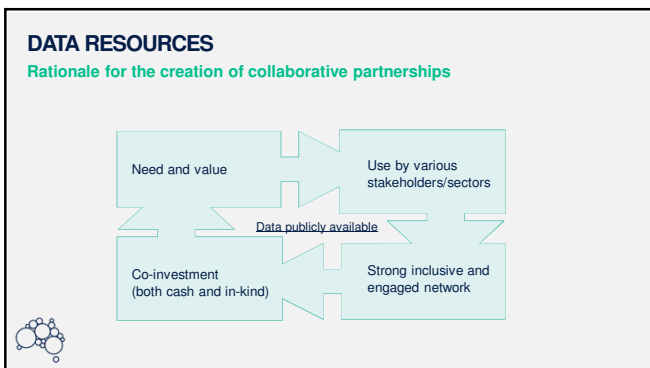 DATA RESOURCES
Rationale for the creation of collaborative partnerships
Need and value
Use by various
stakeholders/sectors
Data publicly available
Co-investment
(both cash and in-kind)
Strong inclusive and
engaged network